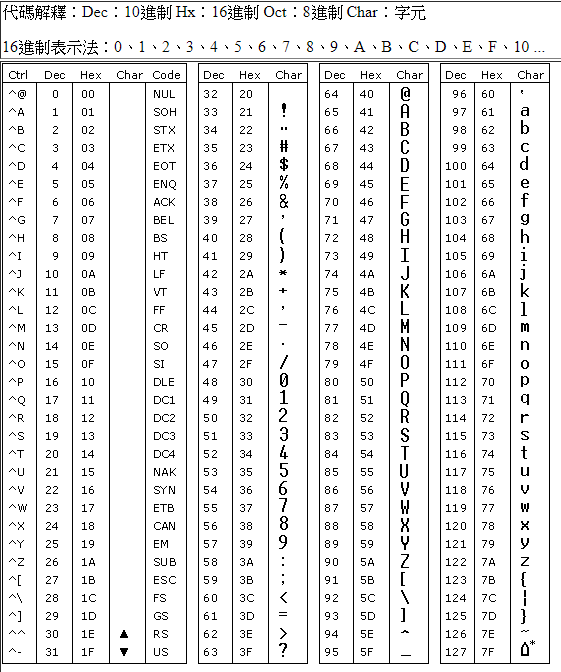 代碼解釋：Dec：10進制 Hx：16進制 Oct：8進制 Char：字元
16進制表示法：0、1、2、3、4、5、6、7、8、9、A、B、C、D、E、F、10 ...
Ctrl Dec Hex Char Code Dec Hex Char Dec Hex Char Dec Hex Char
^@ 0 00 NUL 32 20 64 40 @ 96 60 '
^A 1 01 SOH 33 21 ! 65 41 A 97 61 a
^B 2 02 STX 34 22 " 66 42 B 98 62 b
^C 3 03 ETX 35 23 # 67 43 C 99 63 c
^D 4 04 EOT 36 24 $ 68 44 D 100 64 d
^E 5 05 ENQ 37 25 % 69 45 E 101 65 e
^F 6 06 ACK 38 26 & 70 46 F 102 66 f
^G 7 07 BEL 39 27 ' 71 47 G 103 67 g
^H 8 08 BS 40 28 ( 72 48 H 104 68 h
^I 9 09 HT 41 29 ) 73 49 I 105 69 i
^J 10 0A LF 42 2A * 74 4A J 106 6A j
^K 11 0B VT 43 2B + 75 4B K 107 6B k
^L 12 0C FF 44 2C ' 76 4C L 108 6C l
^M 13 0D CR 45 2D – 77 4D M 109 6D m
^N 14 0E SO 46 2E · 78 4E N 110 6E n
^O 15 0F SI 47 2F / 79 4F O 111 6F o
^P 16 10 DLE 48 30 0 80 50 P 112 70 p
^Q 17 11 DC1 49 31 1 81 51 Q 113 71 q
^R 18 12 DC2 50 32 2 82 52 R 114 72 r
^S 19 13 DC3 51 33 3 83 53 S 115 73 s
^T 20 14 DC4 52 34 4 84 54 T 116 74 t
^U 21 15 NAK 53 35 5 85 55 U 117 75 u
^V 22 16 SYN 54 36 6 86 56 V 118 76 v
^W 23 17 ETB 55 37 7 87 57 W 119 77 w
^X 24 18 CAN 56 38 8 88 58 X 120 78 x
^Y 25 19 EM 57 39 9 89 59 Y 121 79 y
^Z 26 1A SUB 58 3A : 90 5A Z 122 7A z
^[ 27 1B ESC 59 3B ; 91 5B [ 123 7B {
^\ 28 1C FS 60 3C < 92 5C \ 124 7C ¦
^] 29 1D GS 61 3D = 93 5D ] 125 7D }
^^ 30 1E ▲ RS 62 3E > 94 5E ^ 126 7E ~
^- 31 1F ▼ US 63 3F ? 95 5F _ 127 7F Δ*